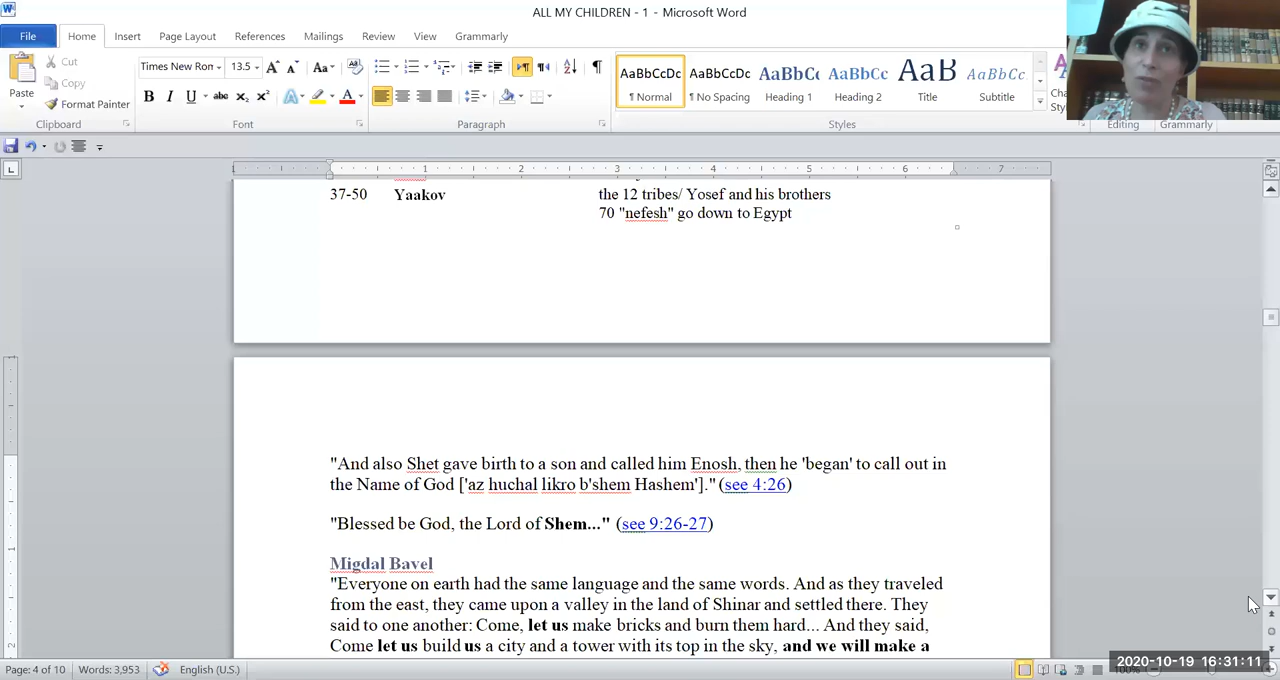 ALL MY CHILDREN - 1 - Microsoft Word
File Home Insert Page Layout References Mailings Review View Grammarly
Paste
Cut
Copy
Format Painter
Times New Ron 13.5
AaBbCcDc AaBbCcDc AaBbCc AaBbCc AaB AaBbCc
¶ Normal ¶ No Spacing Heading 1 Heading 2 Title Subtitle
Clipboard Font Paragraph Styles Editing Grammarly
1 1 2 3 4 5 6 7
37-50 Yaakov the 12 tribes/ Yosef and his brothers
70 "nefesh" go down to Egypt
"And also Shet gave birth to a son and called him Enosh, then he 'began' to call out in
the Name of God ['az huchal likro b'shem Hashem']." (see 4:26)
"Blessed be God, the Lord of Shem..." (see 9:26-27)
Migdal Bavel
"Everyone on earth had the same language and the same words. And as they traveled
from the east, they came upon a valley in the land of Shinar and settled there. They
said to one another: Come, let us make bricks and burn them hard... And they said,
Come let us build us a city and a tower with its top in the sky, and we will make a
Page: 4 of 10 Words: 3,953 English (U.S.)
2020-10-19 16:31:11